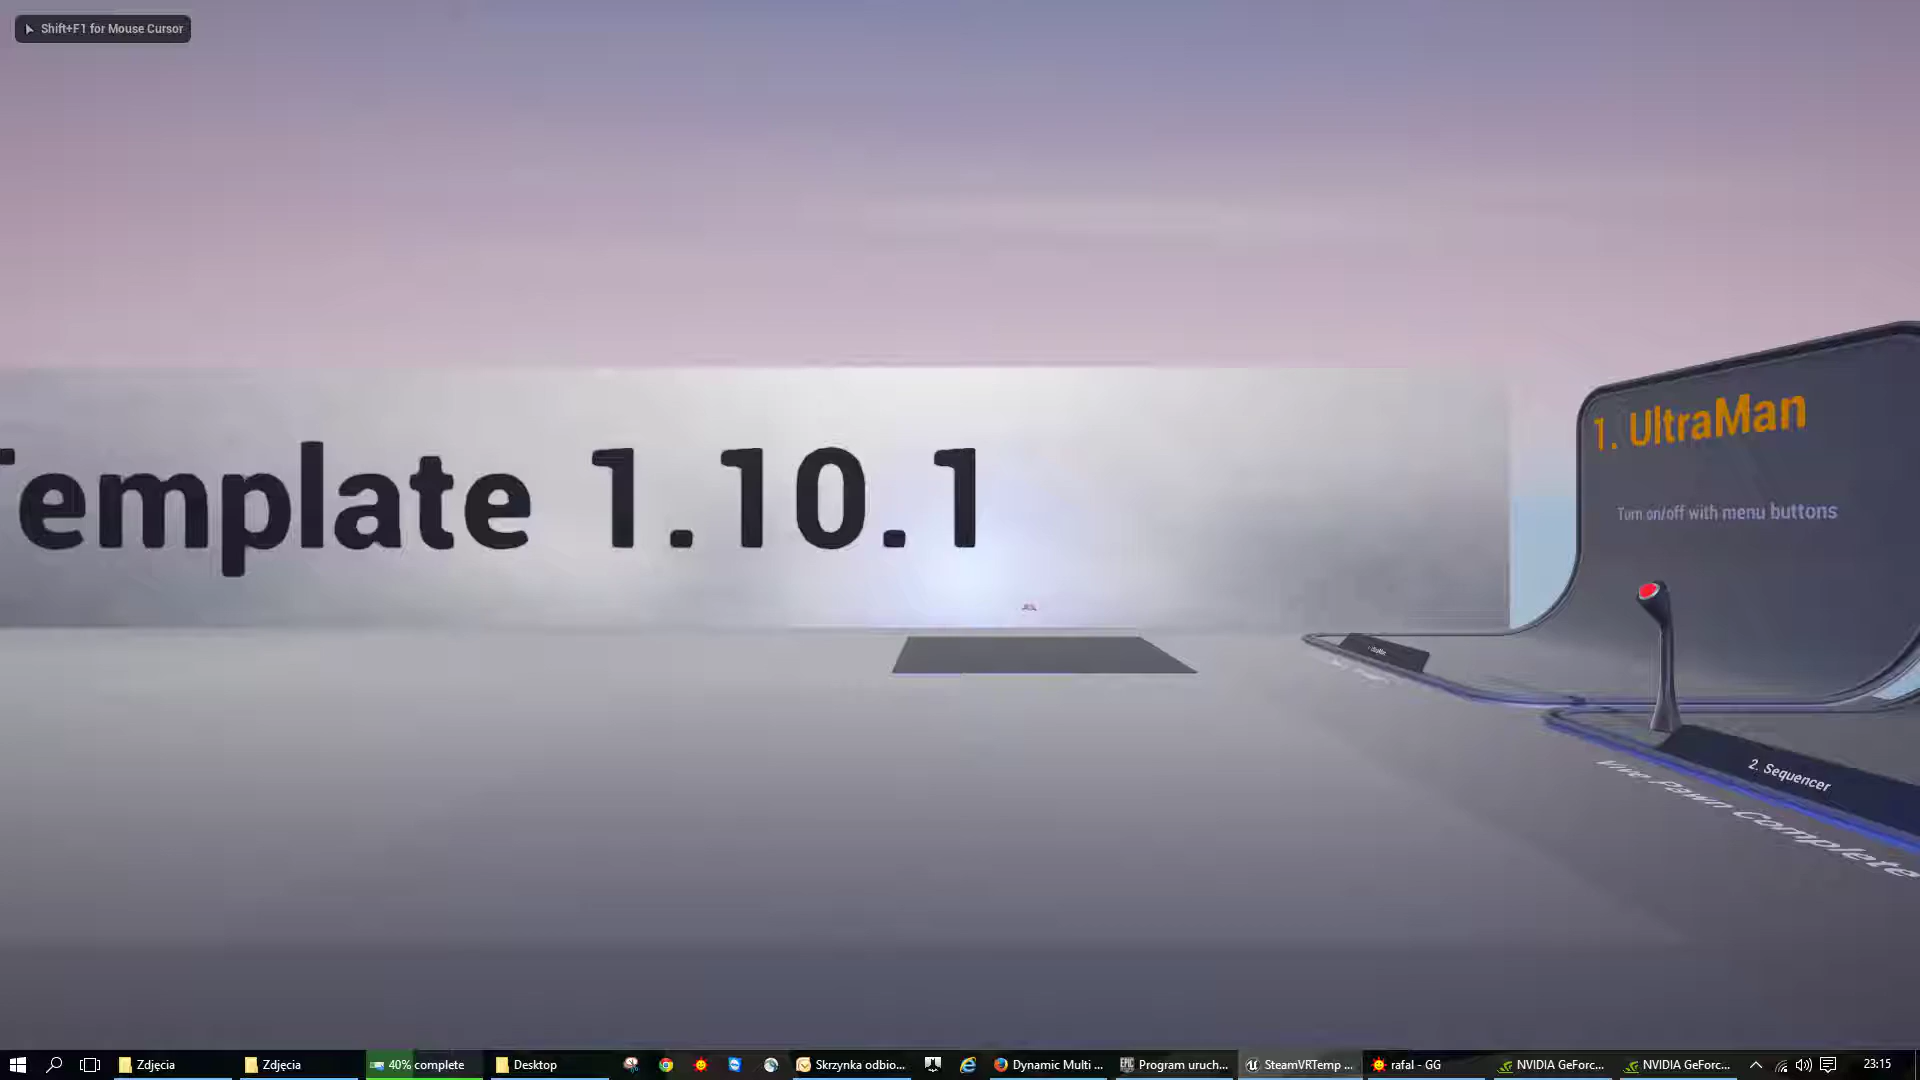 Shift+F1 for Mouse Cursor
Template 1.10.1
1. UltraMan
Turn on/off with menu buttons
2. Sequencer
Vive Pawn Complete
Zdjęcia
Zdjęcia
40% complete
Desktop
Skrzynka odbio...
Dynamic Multi ...
Program uruch...
SteamVRTemp ...
rafal - GG
NVIDIA GeForc...
NVIDIA GeForc...
23:15